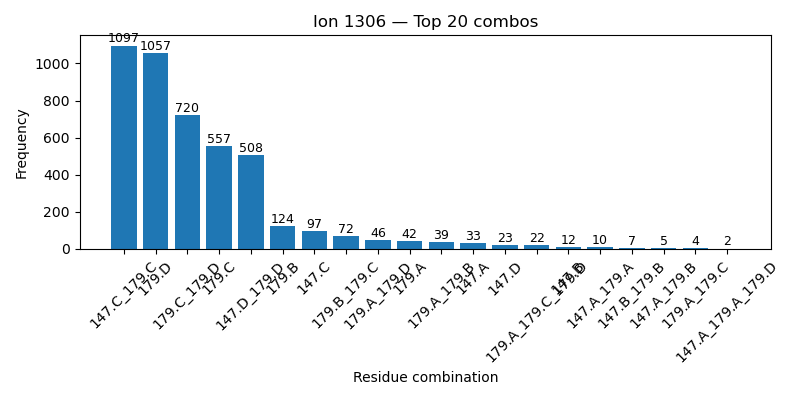 Ion 1306 — Top 20 combos
Frequency
1000
800
600
400
200
0
1097
1057
720
557
508
124
97
72
46
42
39
33
23
22
12
10
7
5
4
2
147.C_179.C
179.D
179.C_179.D
179.C
147.D_179.D
179.B
147.C
179.B_179.C
179.A_179.D
179.A
179.A_179.B
147.A
147.D
179.A_179.C_179.D
147.B
147.A_179.A
147.B_179.B
147.A_179.B
179.A_179.C
147.A_179.A_179.D
Residue combination